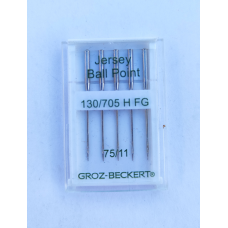 Jersey
Ball Point
130/705 H FG
75/11
GROZ-BECKERT®